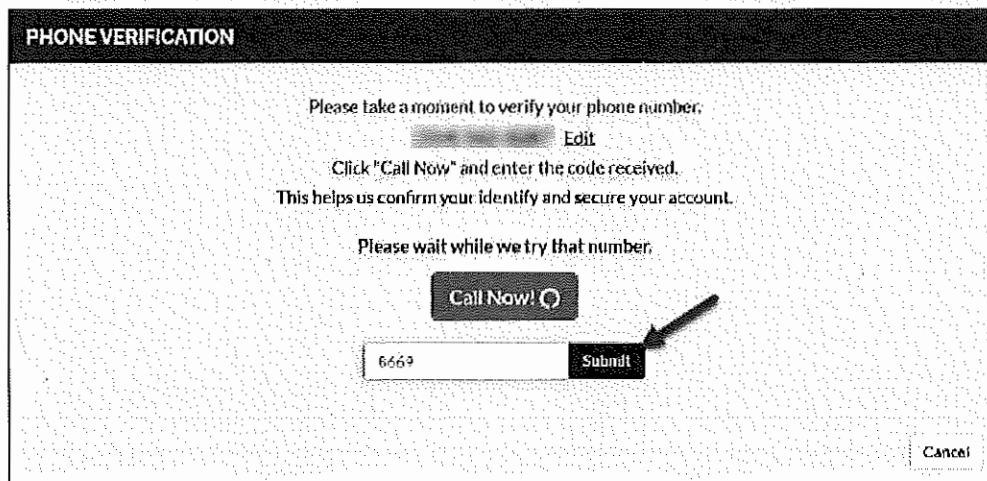 PHONE VERIFICATION
Please take a moment to verify your phone number.
Edit
Click "Call Now" and enter the code received.
This helps us confirm your identify and secure your account.
Please wait while we try that number.
Call Now!
6669 Submit
Cancel